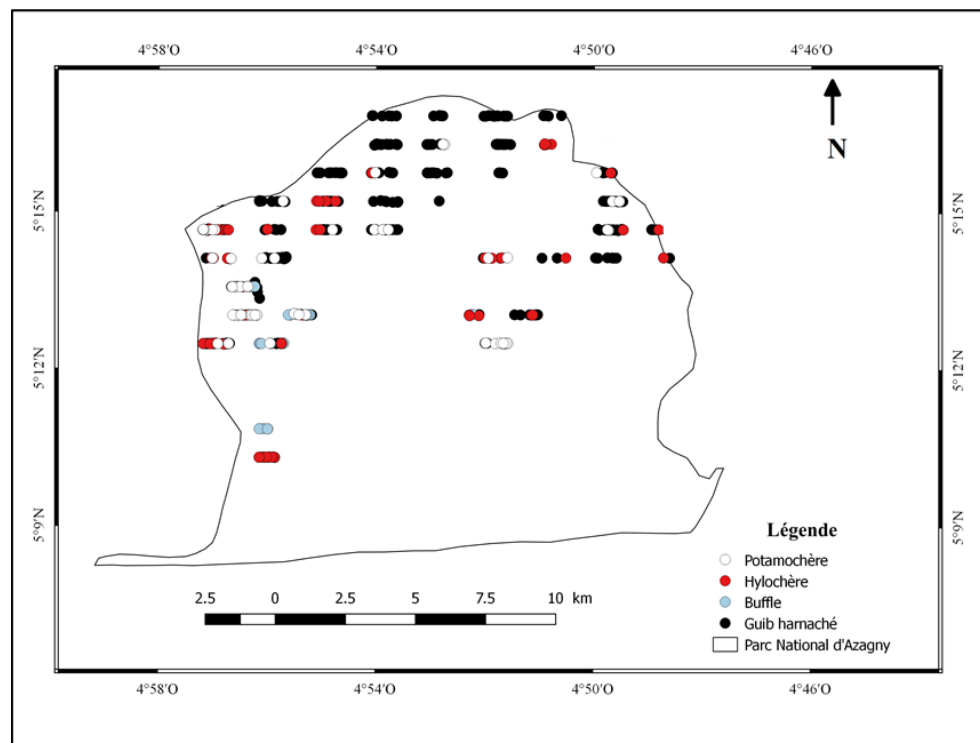 4°58'O 4°54'O 4°50'O 4°46'O
N
5°15'N 5°15'N
5°12'N 5°12'N
5°9'N 5°9'N
Légende
Potamochère
Hylochère
Buffle
Guib harnaché
Parc National d'Azagny
2.5 0 2.5 5 7.5 10 km
4°58'O 4°54'O 4°50'O 4°46'O